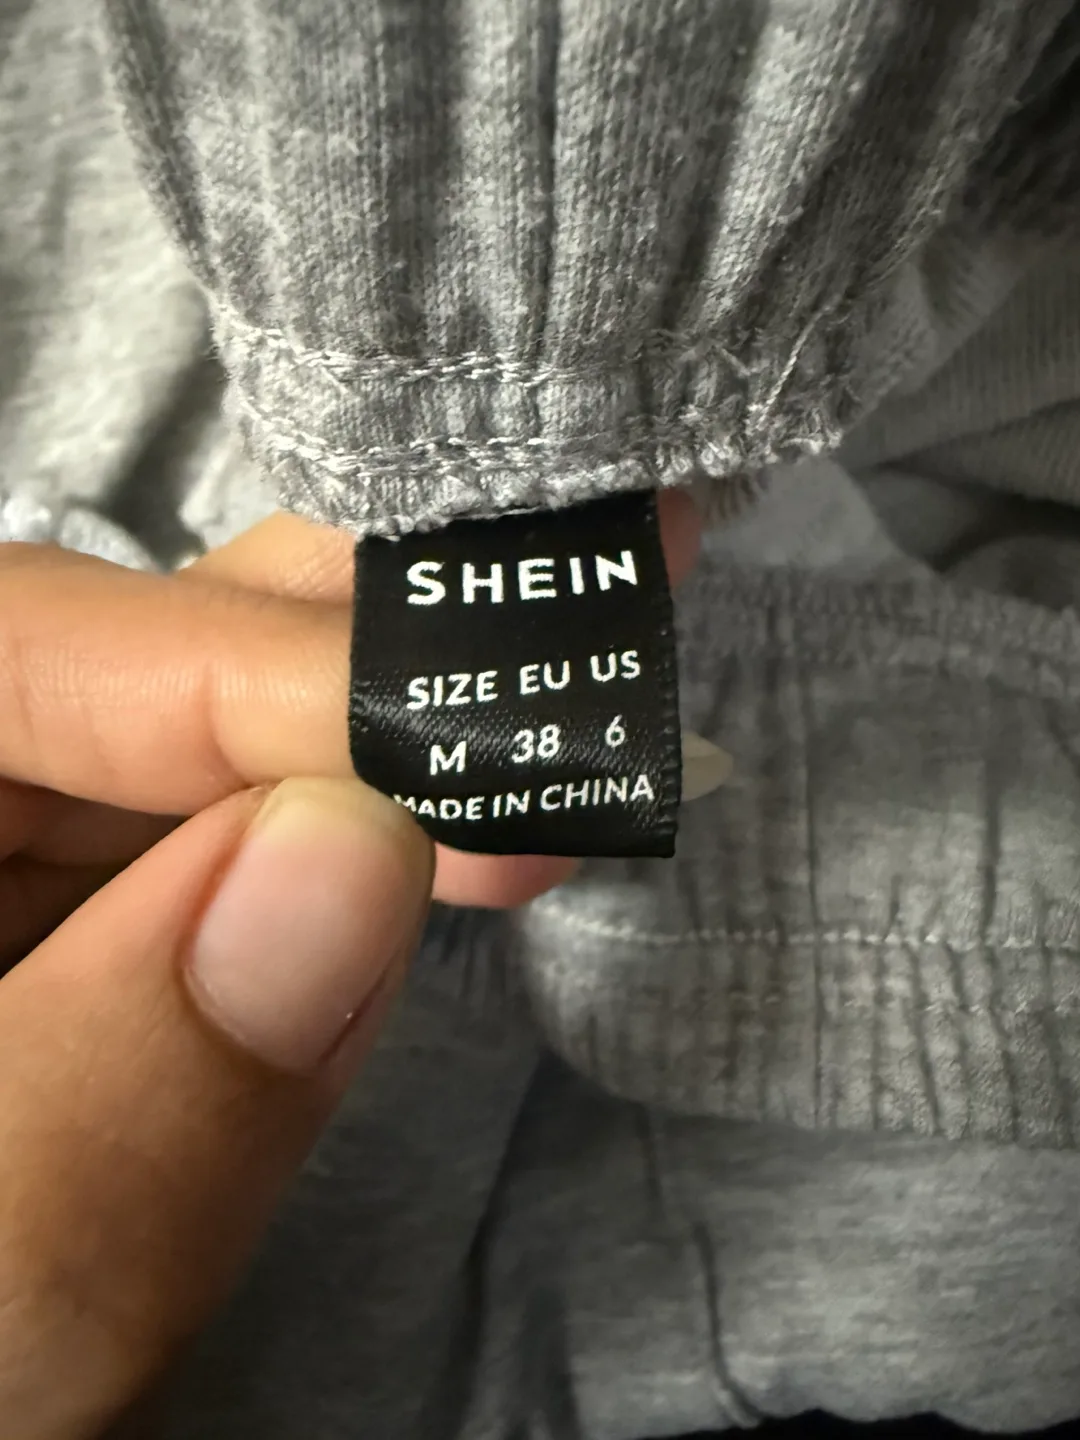 SHEIN
SIZE EU US
M 38 6
MADE IN CHINA